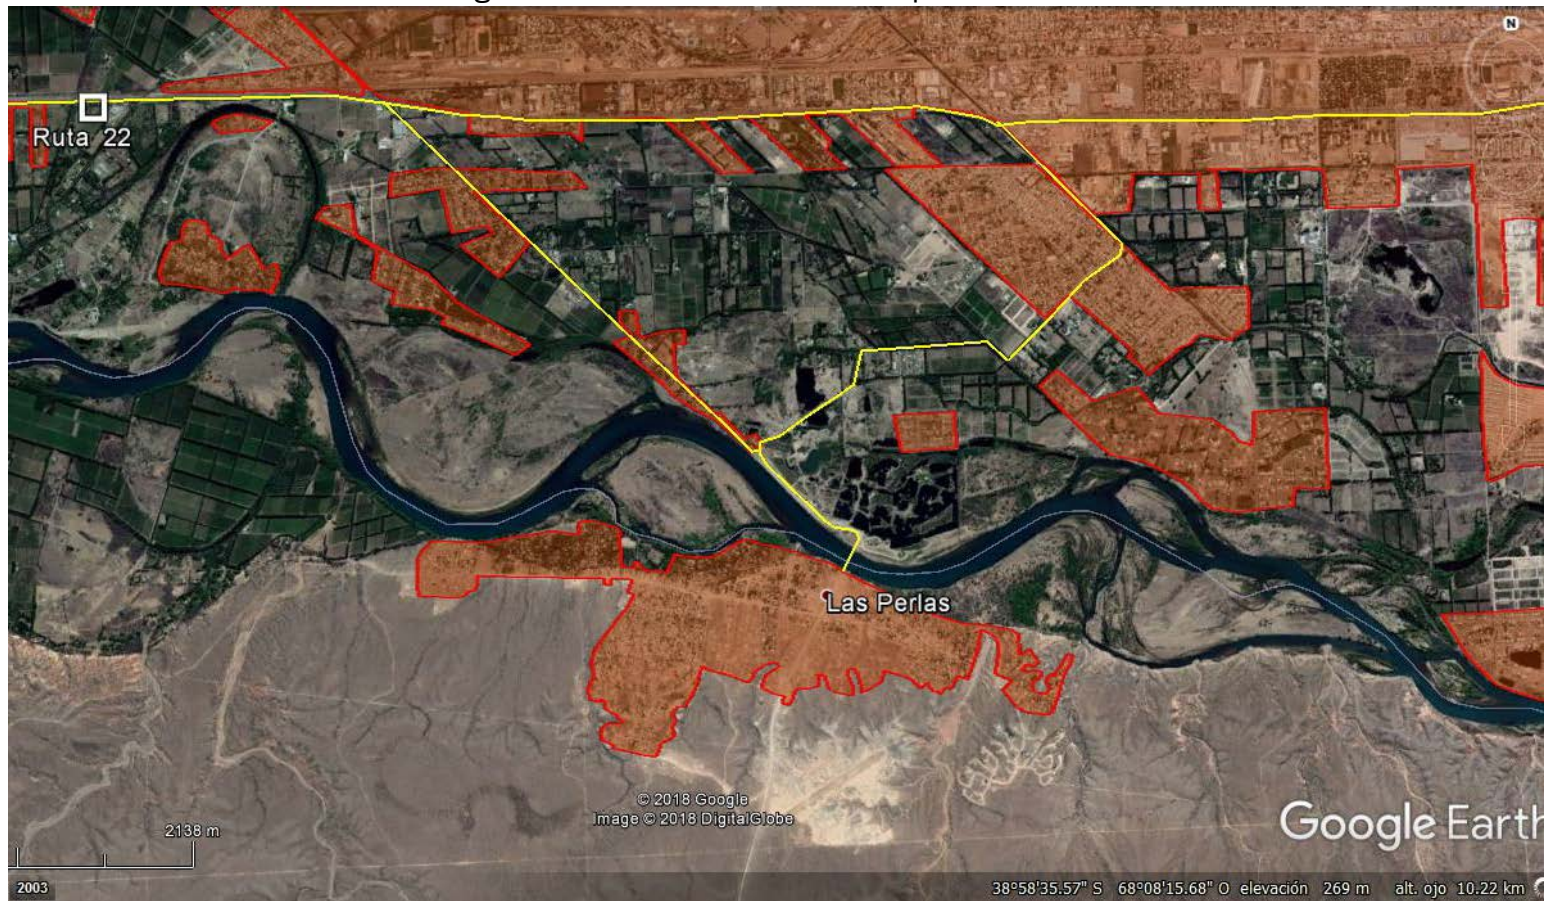 N
Ruta 22
Las Perlas
© 2018 Google
Image © 2018 DigitalGlobe
Google Earth
2138 m
2003
38°58'35.57" S 68°08'15.68" O elevación 269 m alt. ojo 10.22 km